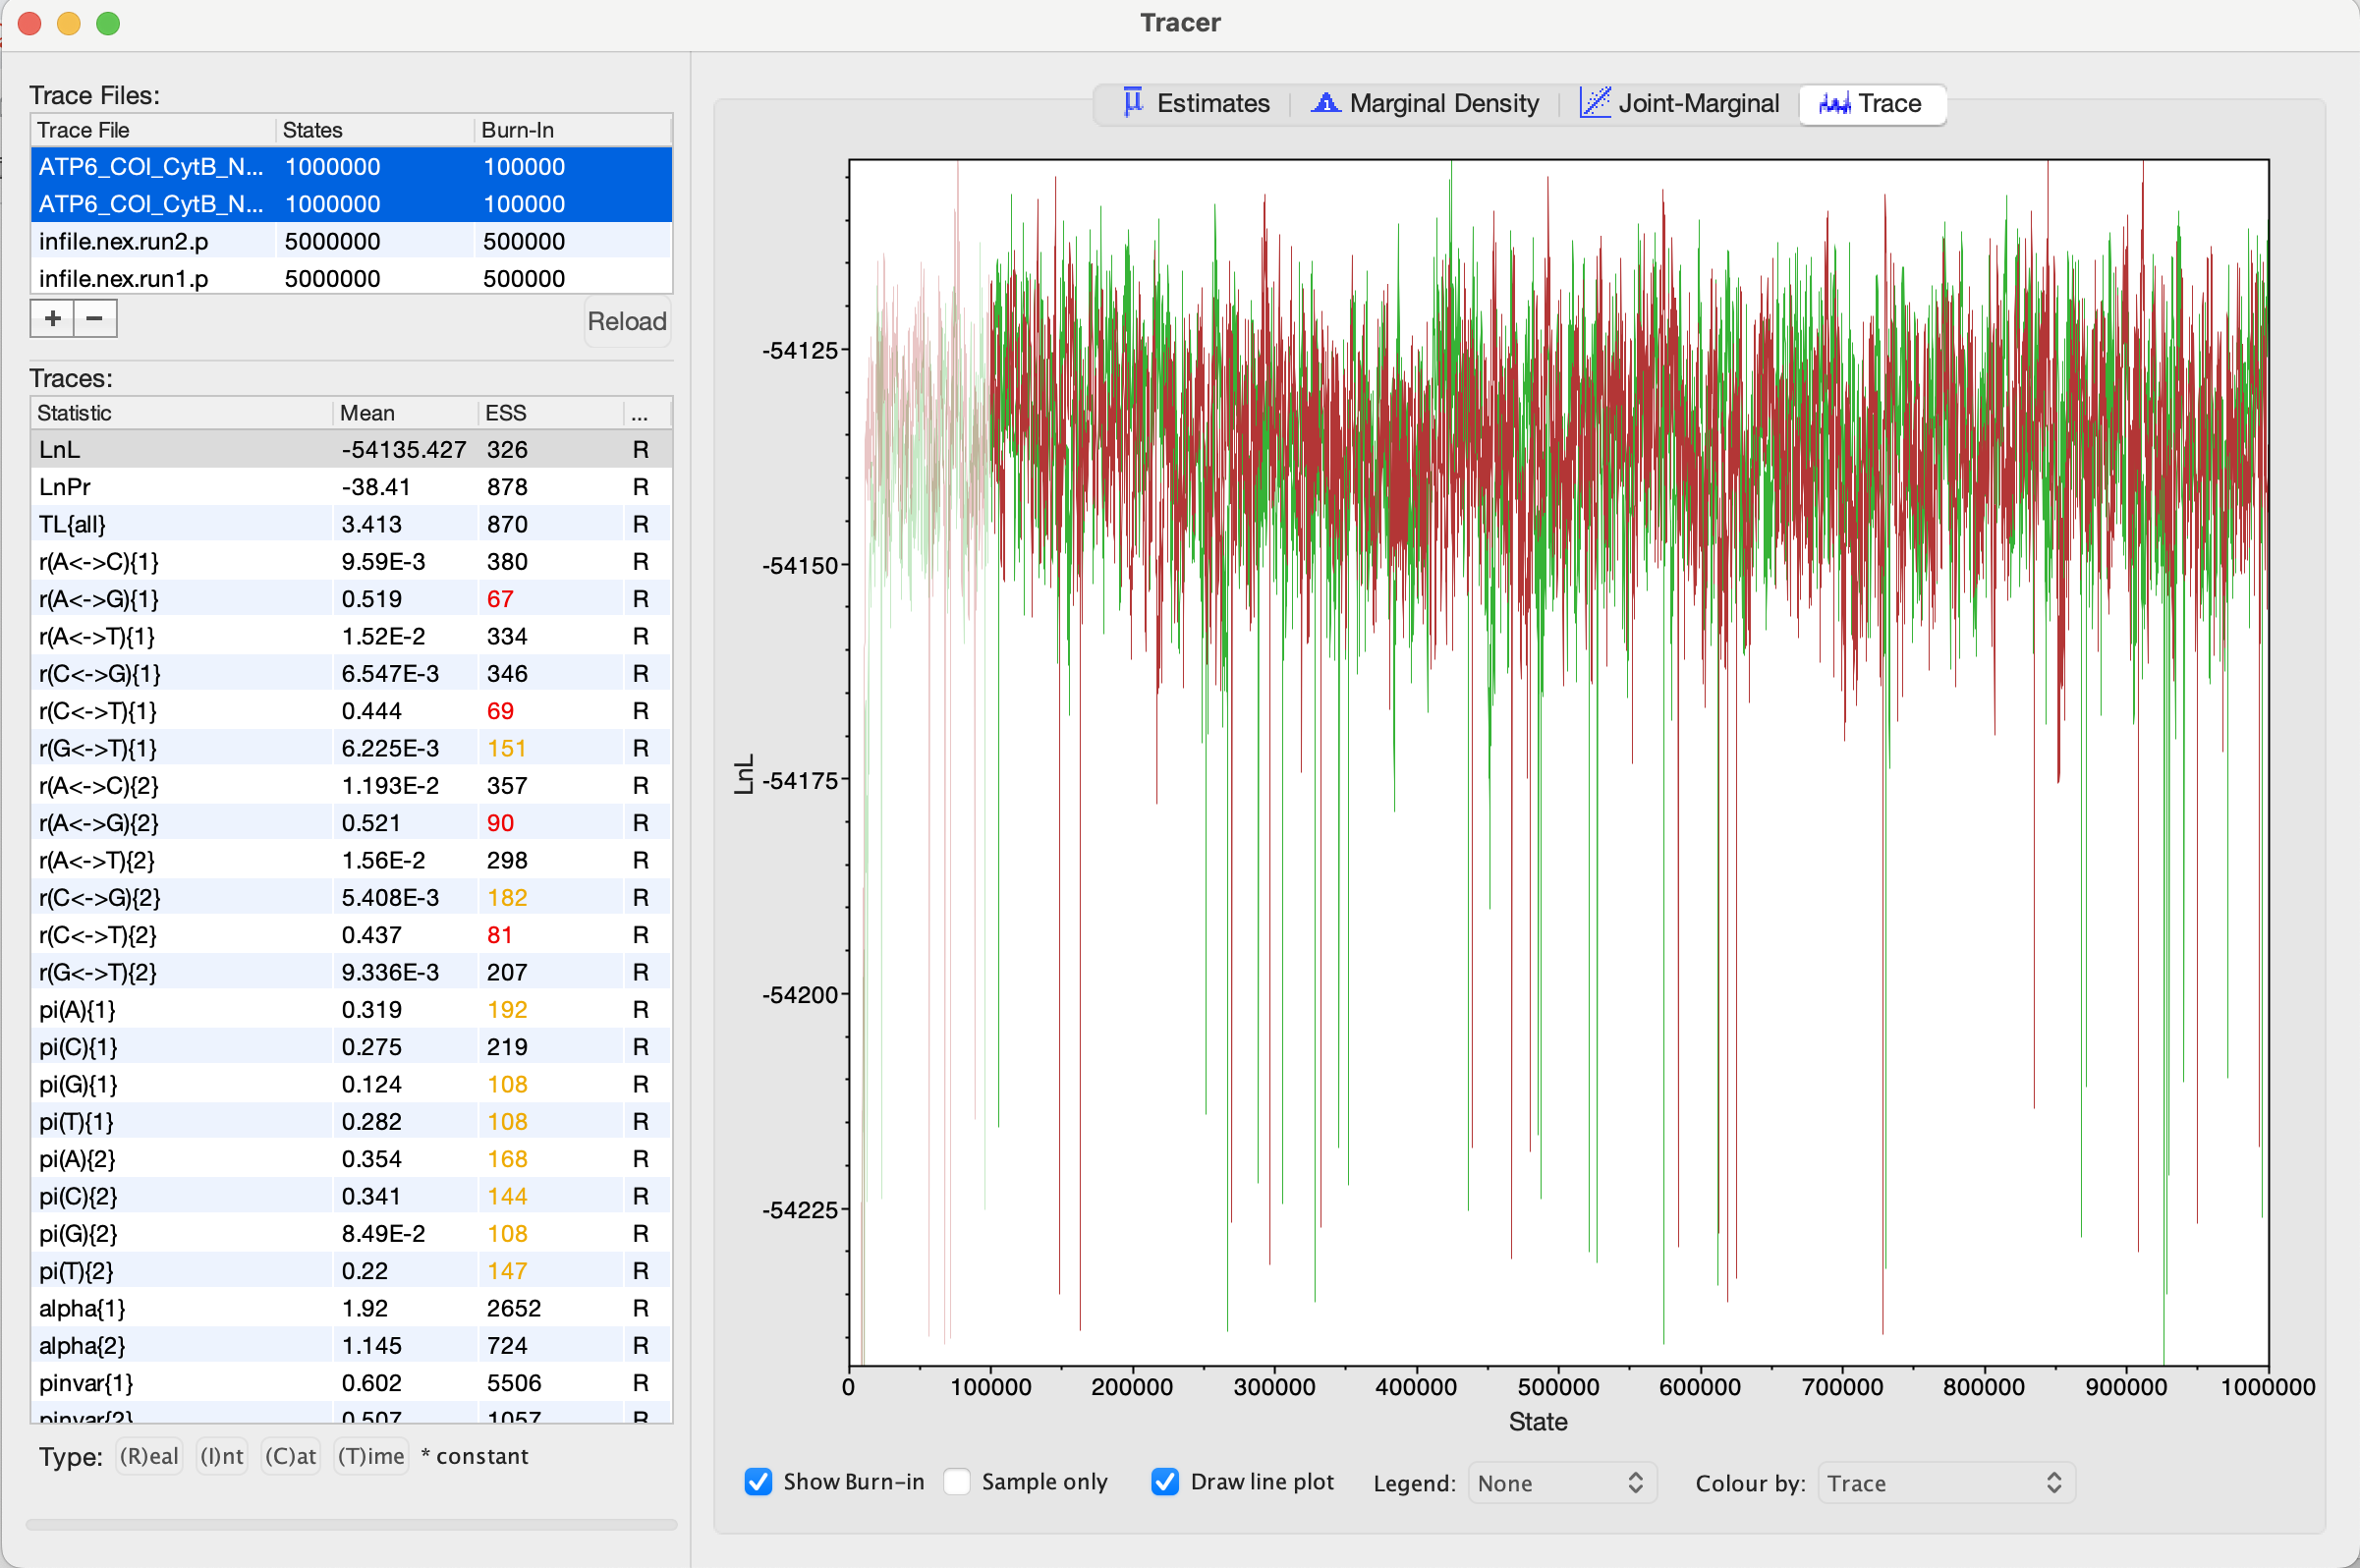 Tracer
Trace Files:
Trace File States Burn-In
ATP6_COI_CytB_N... 1000000 100000
ATP6_COI_CytB_N... 1000000 100000
infile.nex.run2.p 5000000 500000
infile.nex.run1.p 5000000 500000
+ −
Reload
Traces:
Statistic Mean ESS ...
LnL -54135.427 326 R
LnPr -38.41 878 R
TL{all} 3.413 870 R
r(A<->C){1} 9.59E-3 380 R
r(A<->G){1} 0.519 67 R
r(A<->T){1} 1.52E-2 334 R
r(C<->G){1} 6.547E-3 346 R
r(C<->T){1} 0.444 69 R
r(G<->T){1} 6.225E-3 151 R
r(A<->C){2} 1.193E-2 357 R
r(A<->G){2} 0.521 90 R
r(A<->T){2} 1.56E-2 298 R
r(C<->G){2} 5.408E-3 182 R
r(C<->T){2} 0.437 81 R
r(G<->T){2} 9.336E-3 207 R
pi(A){1} 0.319 192 R
pi(C){1} 0.275 219 R
pi(G){1} 0.124 108 R
pi(T){1} 0.282 108 R
pi(A){2} 0.354 168 R
pi(C){2} 0.341 144 R
pi(G){2} 8.49E-2 108 R
pi(T){2} 0.22 147 R
alpha{1} 1.92 2652 R
alpha{2} 1.145 724 R
pinvar{1} 0.602 5506 R
pinvar{2} 0.507 1057 R
Type: (R)eal (I)nt (C)at (T)ime * constant
Estimates Marginal Density Joint-Marginal Trace
-54125
-54150
-54175
-54200
-54225
LnL
0 100000 200000 300000 400000 500000 600000 700000 800000 900000 1000000
State
Show Burn-in Sample only Draw line plot Legend: None Colour by: Trace